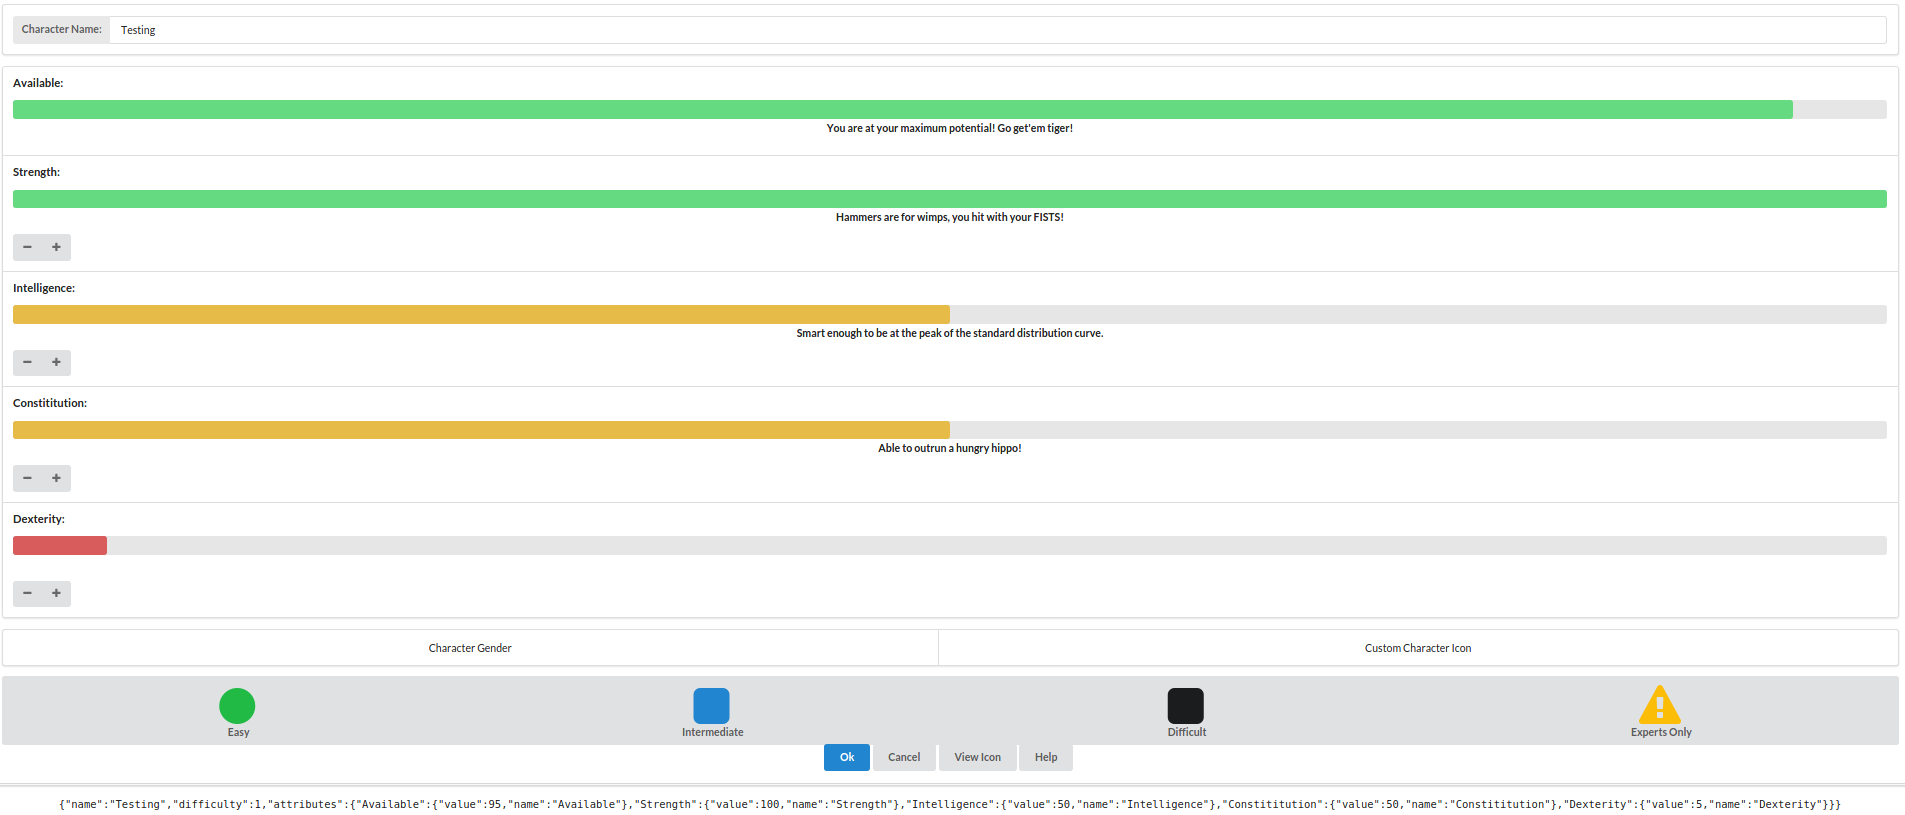 Character Name: Testing
Available:
You are at your maximum potential! Go get'em tiger!
Strength:
Hammers are for wimps, you hit with your FISTS!
Intelligence:
Smart enough to be at the peak of the standard distribution curve.
Constititution:
Able to outrun a hungry hippo!
Dexterity:
Character Gender Custom Character Icon
Easy Intermediate Difficult Experts Only
Ok Cancel View Icon Help
{"name":"Testing","difficulty":1,"attributes":{"Available":{"value":95,"name":"Available"},"Strength":{"value":100,"name":"Strength"},"Intelligence":{"value":50,"name":"Intelligence"},"Constititution":{"value":50,"name":"Constititution"},"Dexterity":{"value":5,"name":"Dexterity"}}}